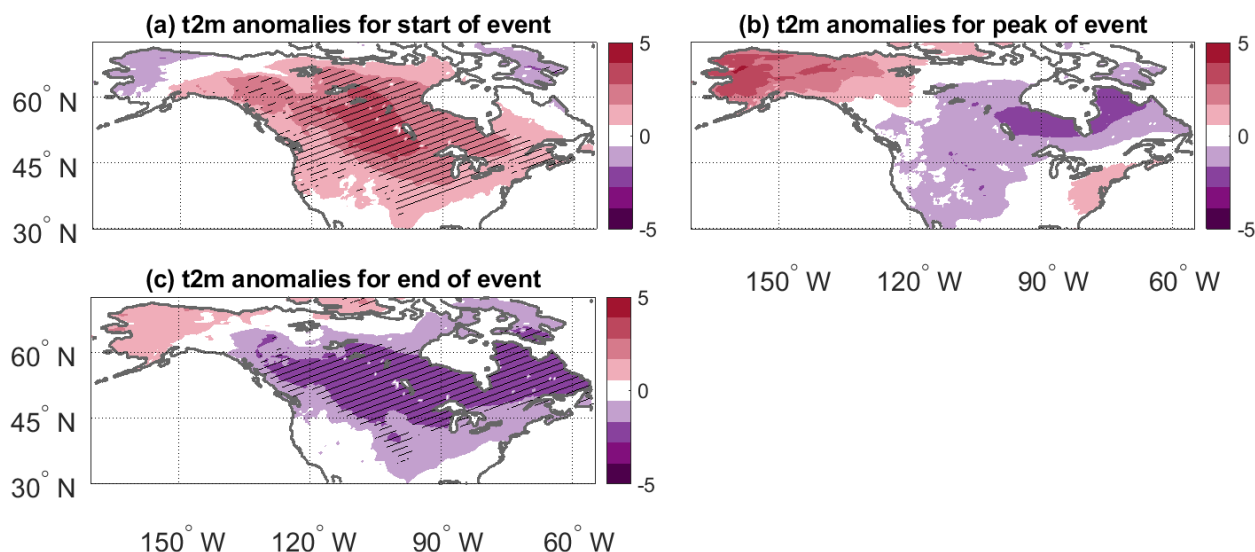 (a) t2m anomalies for start of event
5
0
-5
60° N
45° N
30° N
(b) t2m anomalies for peak of event
5
0
-5
150° W 120° W 90° W 60° W
(c) t2m anomalies for end of event
5
0
-5
60° N
45° N
30° N
150° W 120° W 90° W 60° W